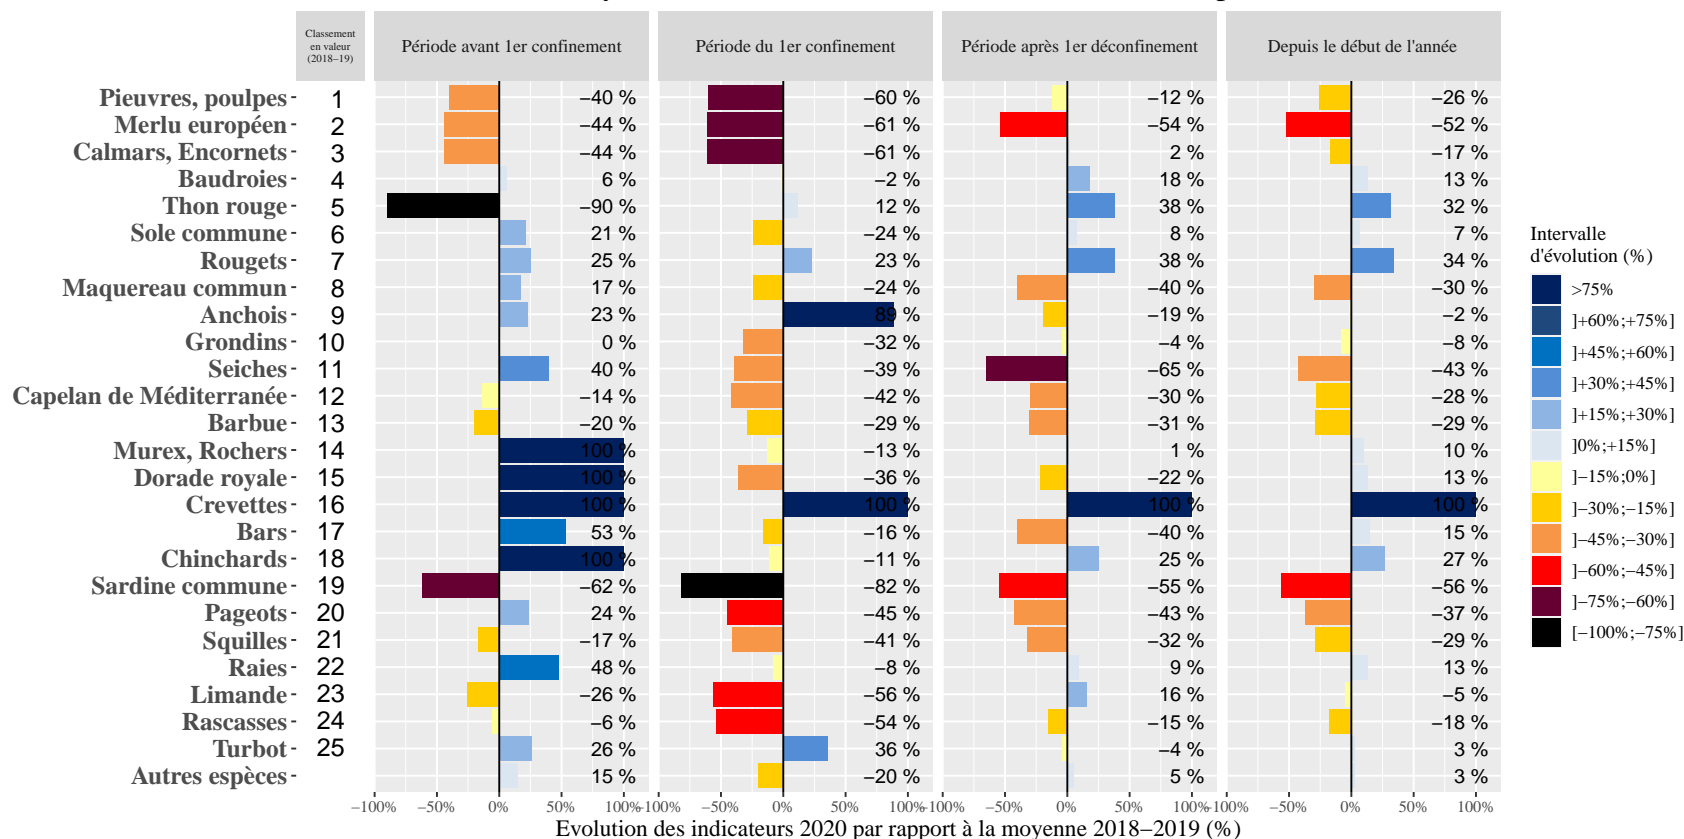 Classement en valeur (2018–19)
Période avant 1er confinement
Période du 1er confinement
Période après 1er déconfinement
Depuis le début de l'année
Pieuvres, poulpes 1 −40 % −60 % −12 % −26 %
Merlu européen 2 −44 % −61 % −54 % −52 %
Calmars, Encornets 3 −44 % −61 % 2 % −17 %
Baudroies 4 6 % −2 % 18 % 13 %
Thon rouge 5 −90 % 12 % 38 % 32 %
Sole commune 6 21 % −24 % 8 % 7 %
Rougets 7 25 % 23 % 38 % 34 %
Maquereau commun 8 17 % −24 % −40 % −30 %
Anchois 9 23 % 89 % −19 % −2 %
Grondins 10 0 % −32 % −4 % −8 %
Seiches 11 40 % −39 % −65 % −43 %
Capelan de Méditerranée 12 −14 % −42 % −30 % −28 %
Barbue 13 −20 % −29 % −31 % −29 %
Murex, Rochers 14 100 % −13 % 1 % 10 %
Dorade royale 15 100 % −36 % −22 % 13 %
Crevettes 16 100 % 100 % 100 % 100 %
Bars 17 53 % −16 % −40 % 15 %
Chinchards 18 100 % −11 % 25 % 27 %
Sardine commune 19 −62 % −82 % −55 % −56 %
Pageots 20 24 % −45 % −43 % −37 %
Squilles 21 −17 % −41 % −32 % −29 %
Raies 22 48 % −8 % 9 % 13 %
Limande 23 −26 % −56 % 16 % −5 %
Rascasses 24 −6 % −54 % −15 % −18 %
Turbot 25 26 % 36 % −4 % 3 %
Autres espèces 15 % −20 % 5 % 3 %
−100% −50% 0% 50% 100% −100% −50% 0% 50% 100% −100% −50% 0% 50% 100% −100% −50% 0% 50% 100%
Evolution des indicateurs 2020 par rapport à la moyenne 2018−2019 (%)
Intervalle
d'évolution (%)
>75%
]+60%;+75%]
]+45%;+60%]
]+30%;+45%]
]+15%;+30%]
]0%;+15%]
]−15%;0%]
]−30%;−15%]
]−45%;−30%]
]−60%;−45%]
]−75%;−60%]
[−100%;−75%]